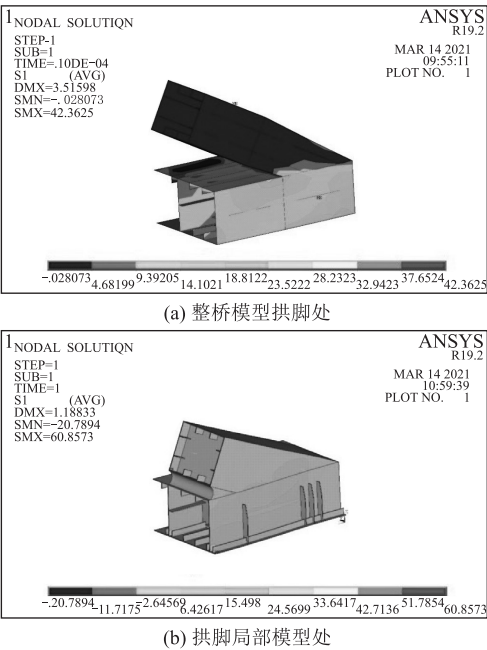 1 NODAL SOLUTIQN
STEP-1
SUB=1
TIME=.10DE-04
S1 (AVG)
DMX=3.51598
SMN=-.028073
SMX=42.3625
ANSYS
R19.2
MAR 14 2021
09:55:11
PLOT NO. 1
-.028073 4.68199 9.39205 14.1021 18.8122 23.5222 28.2323 32.9423 37.6524 42.3625
(a) 整桥模型拱脚处
1 NODAL SOLUTIQN
STEP=1
SUB=1
TIME=1
S1 (AVG)
DMX=1.18833
SMN=-20.7894
SMX=60.8573
ANSYS
R19.2
MAR 14 2021
10:59:39
PLOT NO. 1
-20.7894 -11.7175 -2.64569 6.42617 15.498 24.5699 33.6417 42.7136 51.7854 60.8573
(b) 拱脚局部模型处